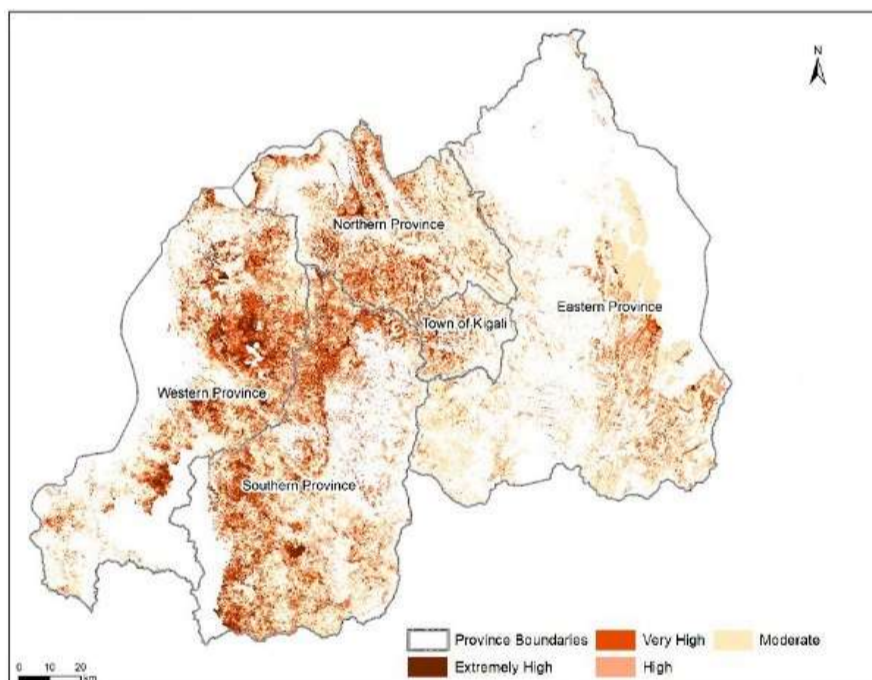 N
Northern Province
Eastern Province
Town of Kigali
Western Province
Southern Province
Province Boundaries
Very High
Moderate
Extremely High
High
0 10 20
km